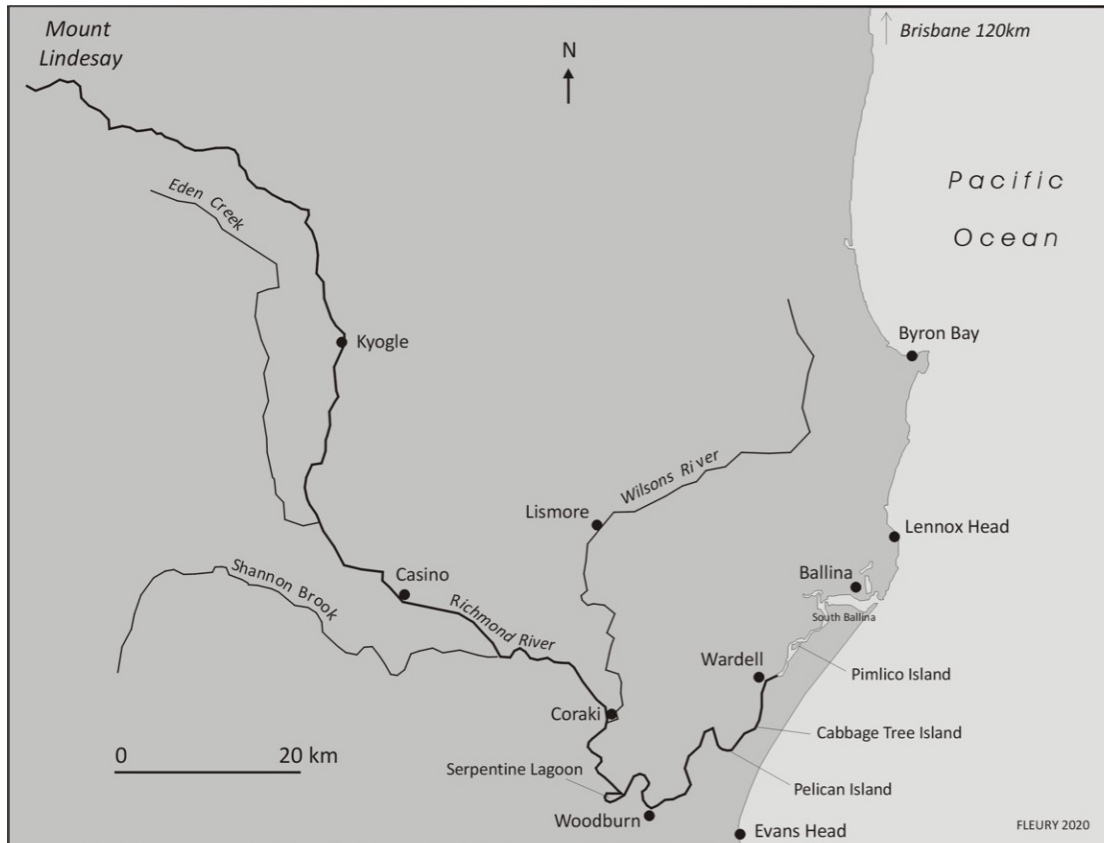 Mount
Lindesay
Brisbane 120km
N
Pacific
Ocean
Eden Creek
Kyogle
Byron Bay
Wilsons River
Lismore
Lennox Head
Shannon Brook
Casino
Ballina
Richmond River
South Ballina
Wardell
Pimlico Island
Coraki
Cabbage Tree Island
0 20 km
Serpentine Lagoon
Pelican Island
Woodburn
Evans Head
FLEURY 2020